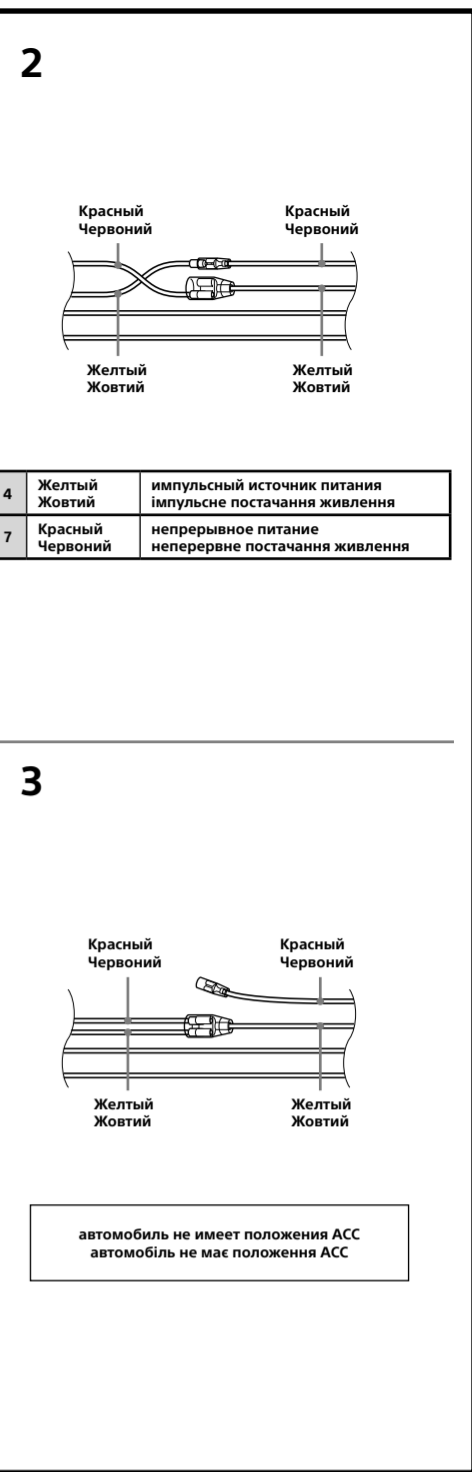 2
Красный
Червоний
Красный
Червоний
Желтый
Жовтий
Желтый
Жовтий
4 Желтый импульсный источник питания
Жовтий імпульсне постачання живлення
7 Красный непрерывное питание
Червоний неперервне постачання живлення
3
Красный
Червоний
Красный
Червоний
Желтый
Жовтий
Желтый
Жовтий
автомобиль не имеет положения ACC
автомобіль не має положення ACC